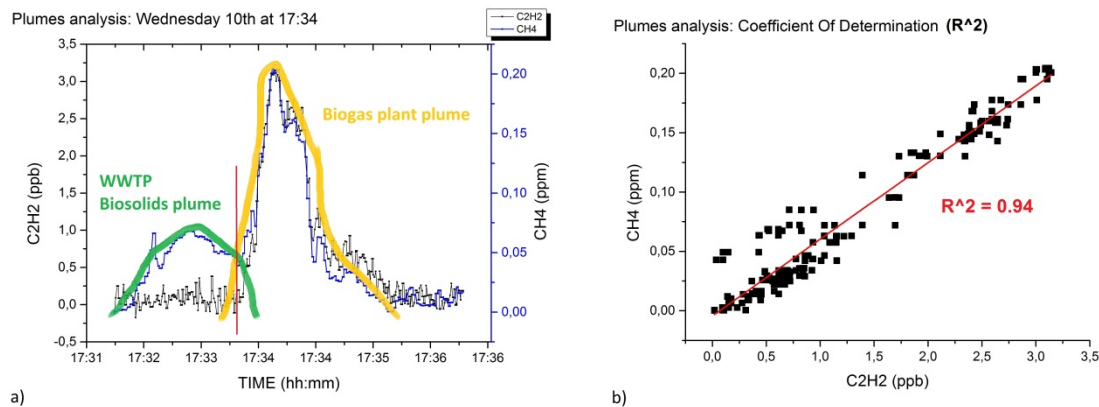 Plumes analysis: Wednesday 10th at 17:34
C2H2
CH4
3,5
3,0
2,5
2,0
1,5
1,0
0,5
0,0
-0,5
C2H2 (ppb)
WWTP
Biosolids plume
Biogas plant plume
0,20
0,15
0,10
0,05
0,00
CH4 (ppm)
17:31 17:32 17:33 17:34 17:34 17:35 17:36 17:36
TIME (hh:mm)
a)
Plumes analysis: Coefficient Of Determination (R^2)
0,20
0,15
0,10
0,05
0,00
CH4 (ppm)
R^2 = 0.94
0,0 0,5 1,0 1,5 2,0 2,5 3,0 3,5
C2H2 (ppb)
b)